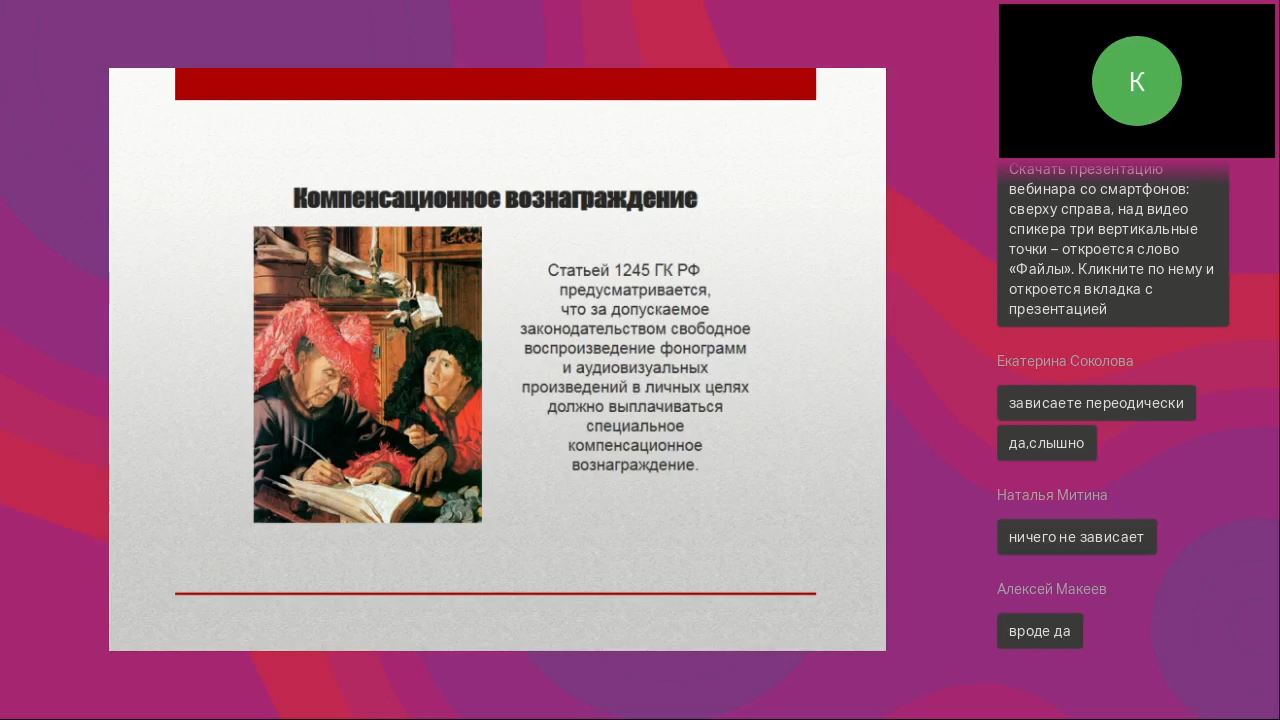 Компенсационное вознаграждение
Статьей 1245 ГК РФ
предусматривается,
что за допускаемое
законодательством свободное
воспроизведение фонограмм
и аудиовизуальных
произведений в личных целях
должно выплачиваться
специальное
компенсационное
вознаграждение.
К
Скачать презентацию
вебинара со смартфонов:
сверху справа, над видео
спикера три вертикальные
точки – откроется слово
«Файлы». Кликните по нему и
откроется вкладка с
презентацией
Екатерина Соколова
зависаете переодически
да,слышно
Наталья Митина
ничего не зависает
Алексей Макеев
вроде да